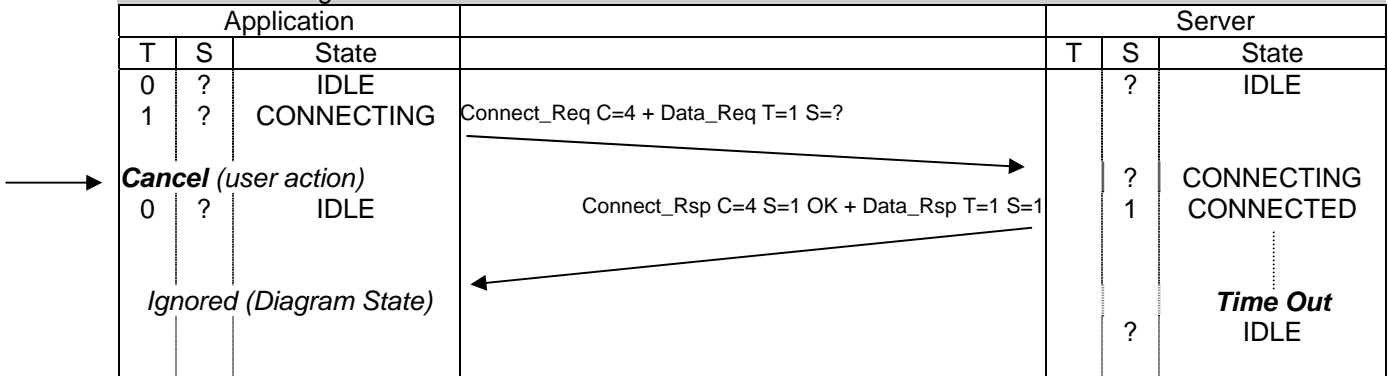 Application Server
T S State T S State
0 ? IDLE ? IDLE
1 ? CONNECTING Connect_Req C=4 + Data_Req T=1 S=?
Cancel (user action) ? CONNECTING
0 ? IDLE Connect_Rsp C=4 S=1 OK + Data_Rsp T=1 S=1 1 CONNECTED
Ignored (Diagram State) Time Out
? IDLE